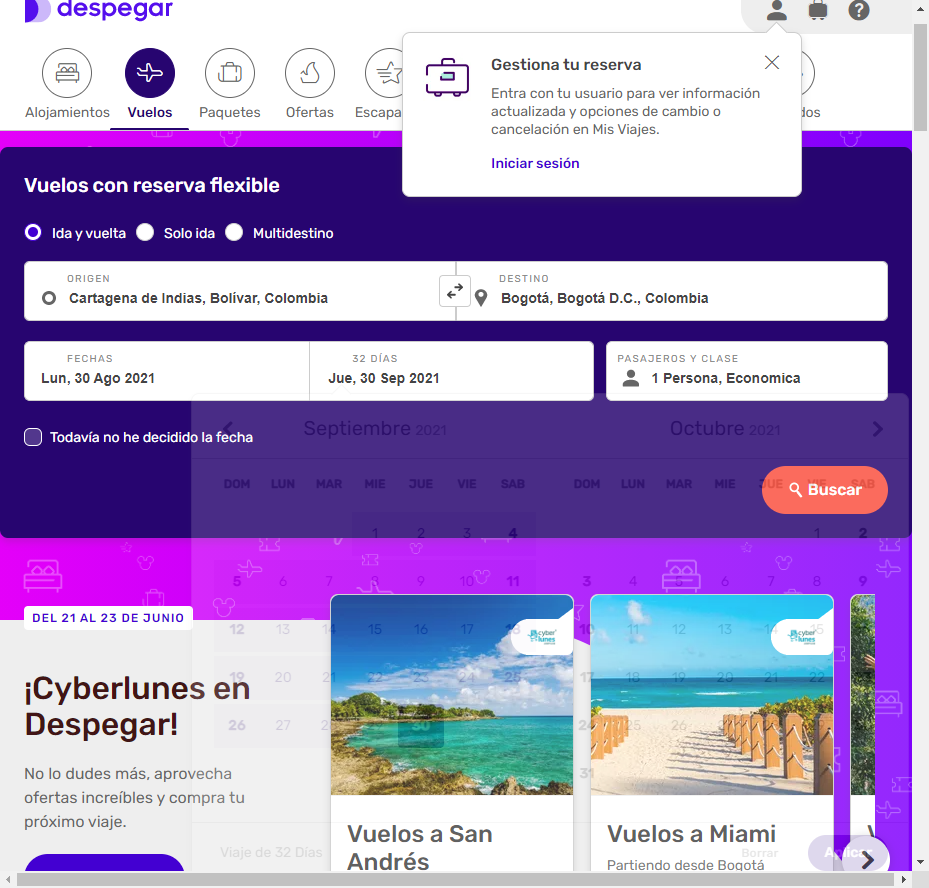 despegar
Alojamientos
Vuelos
Paquetes
Ofertas
Escapa
dos
Gestiona tu reserva
Entra con tu usuario para ver información
actualizada y opciones de cambio o
cancelación en Mis Viajes.
Iniciar sesión
Vuelos con reserva flexible
Ida y vuelta Solo ida Multidestino
ORIGEN
Cartagena de Indias, Bolívar, Colombia
DESTINO
Bogotá, Bogotá D.C., Colombia
FECHAS
Lun, 30 Ago 2021
32 DÍAS
Jue, 30 Sep 2021
PASAJEROS Y CLASE
1 Persona, Economica
Todavía no he decidido la fecha
Septiembre 2021
Octubre 2021
DOM LUN MAR MIE JUE VIE SAB
DOM LUN MAR MIE JUE VIE SAB
Buscar
1 2 3 4
1 2
5 6 7 8 9 10 11
3 4 5 6 7 8 9
12 13 14 15 16 17 18
10 11 12 13 14 15
19 20 21 22 23 24 25
17 18 19 20 21 22
26 27 30
24 25 26
31
DEL 21 AL 23 DE JUNIO
¡Cyberlunes en
Despegar!
No lo dudes más, aprovecha
ofertas increíbles y compra tu
próximo viaje.
cyber
lunes
cyber
lunes
Vuelos a San
Andrés
Vuelos a Miami
Partiendo desde Bogotá
V
Viaje de 32 Días
Borrar
Aplicar